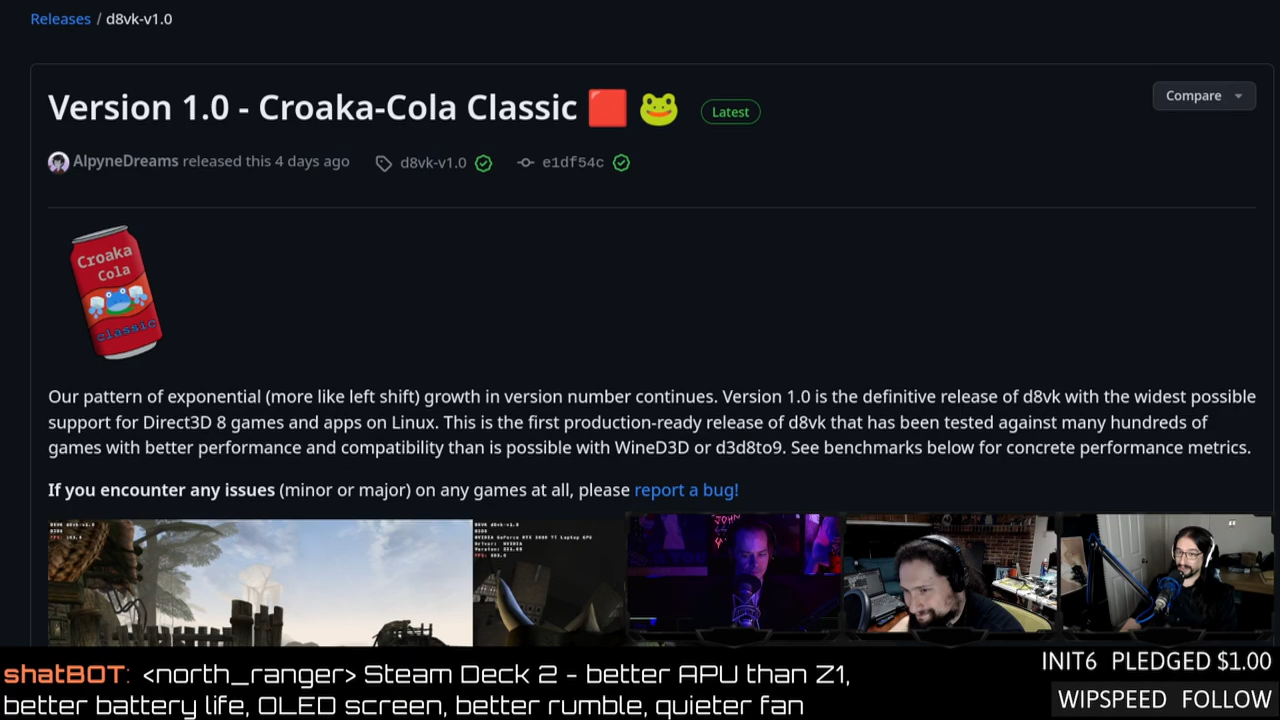 Releases / d8vk-v1.0
Version 1.0 - Croaka-Cola Classic 🟥 🐸 Latest
Compare
AlpyneDreams released this 4 days ago d8vk-v1.0 e1df54c
Croaka
Cola
classic
Our pattern of exponential (more like left shift) growth in version number continues. Version 1.0 is the definitive release of d8vk with the widest possible
support for Direct3D 8 games and apps on Linux. This is the first production-ready release of d8vk that has been tested against many hundreds of
games with better performance and compatibility than is possible with WineD3D or d3d8to9. See benchmarks below for concrete performance metrics.
If you encounter any issues (minor or major) on any games at all, please report a bug!
JOHN
shatBOT: <north_ranger> Steam Deck 2 - better APU than Z1,
better battery life, OLED screen, better rumble, quieter fan
INIT6 PLEDGED $1.00
WIPSPEED FOLLOW